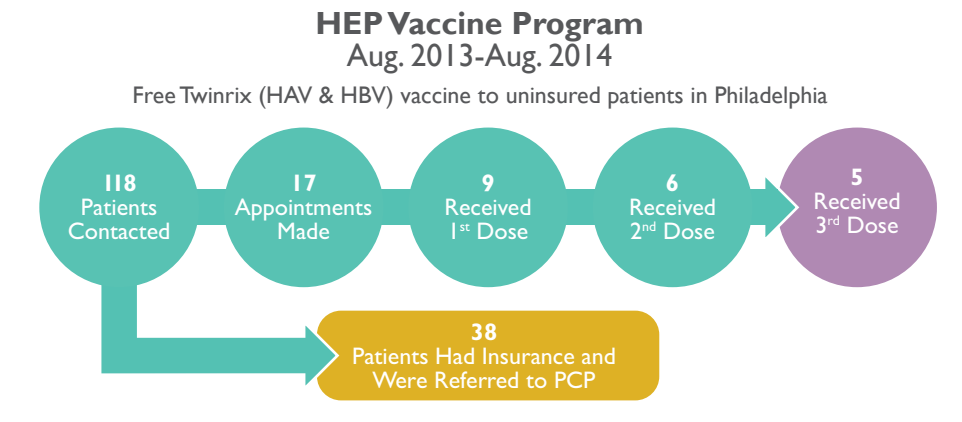 HEP Vaccine Program
Aug. 2013-Aug. 2014
Free Twinrix (HAV & HBV) vaccine to uninsured patients in Philadelphia
118
Patients
Contacted
17
Appointments
Made
9
Received
1st Dose
6
Received
2nd Dose
5
Received
3rd Dose
38
Patients Had Insurance and
Were Referred to PCP